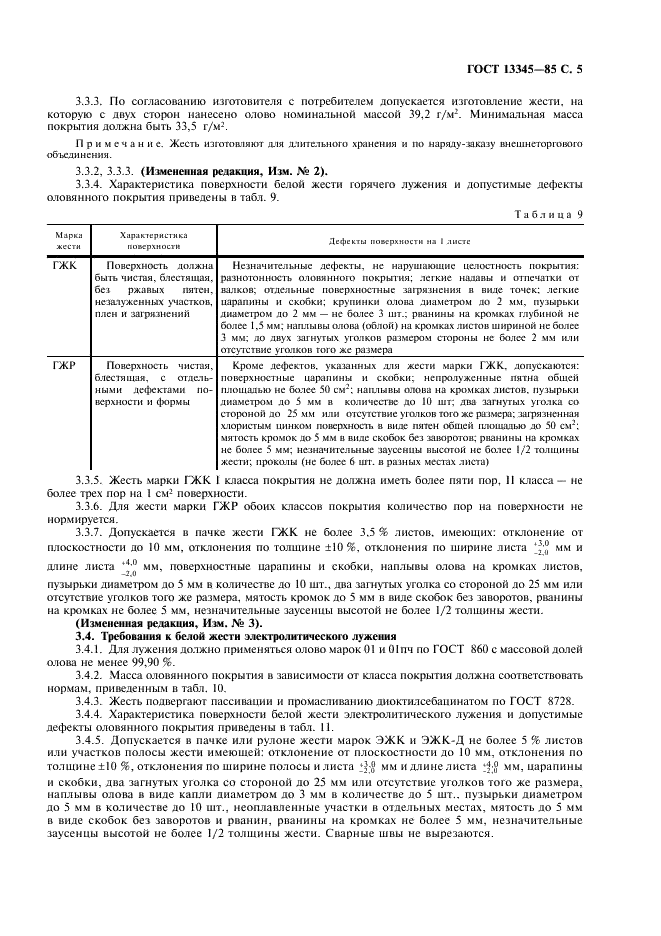 ГОСТ 13345—85 С. 5
3.3.3. По согласованию изготовителя с потребителем допускается изготовление жести, на
которую с двух сторон нанесено олово номинальной массой 39,2 г/м². Минимальная масса
покрытия должна быть 33,5 г/м².
Примечание. Жесть изготовляют для длительного хранения и по наряду-заказу внешнеторгового
объединения.
3.3.2, 3.3.3. (Измененная редакция, Изм. № 2).
3.3.4. Характеристика поверхности белой жести горячего лужения и допустимые дефекты
оловянного покрытия приведены в табл. 9.
Таблица 9
Марка
жести
Характеристика
поверхности
Дефекты поверхности на 1 листе
ГЖК
Поверхность должна
быть чистая, блестящая,
без ржавых пятен,
незалуженных участков,
плен и загрязнений
Незначительные дефекты, не нарушающие целостность покрытия:
разнотонность оловянного покрытия; легкие надавы и отпечатки от
валков; отдельные поверхностные загрязнения в виде точек; легкие
царапины и скобки; крупинки олова диаметром до 2 мм, пузырьки
диаметром до 2 мм — не более 3 шт.; рванины на кромках глубиной не
более 1,5 мм; наплывы олова (облой) на кромках листов шириной не более
3 мм; до двух загнутых уголков размером стороны не более 2 мм или
отсутствие уголков того же размера
ГЖР
Поверхность чистая,
блестящая, с отдель-
ными дефектами по-
верхности и формы
Кроме дефектов, указанных для жести марки ГЖК, допускаются:
поверхностные царапины и скобки; непролуженные пятна общей
площадью не более 50 см²; наплывы олова на кромках листов, пузырьки
диаметром до 5 мм в количестве до 10 шт; два загнутых уголка со
стороной до 25 мм или отсутствие уголков того же размера; загрязненная
хлористым цинком поверхность в виде пятен общей площадью до 50 см²;
мятость кромок до 5 мм в виде скобок без заворотов; рванины на кромках
не более 5 мм; незначительные заусенцы высотой не более 1/2 толщины
жести; проколы (не более 6 шт. в разных местах листа)
3.3.5. Жесть марки ГЖК I класса покрытия не должна иметь более пяти пор, II класса — не
более трех пор на 1 см² поверхности.
3.3.6. Для жести марки ГЖР обоих классов покрытия количество пор на поверхности не
нормируется.
3.3.7. Допускается в пачке жести ГЖК не более 3,5 % листов, имеющих: отклонение от
плоскостности до 10 мм, отклонения по толщине ±10 %, отклонения по ширине листа +3,0 −2,0 мм и
длине листа +4,0 −2,0 мм, поверхностные царапины и скобки, наплывы олова на кромках листов,
пузырьки диаметром до 5 мм в количестве до 10 шт., два загнутых уголка со стороной до 25 мм или
отсутствие уголков того же размера, мятость кромок до 5 мм в виде скобок без заворотов, рванины
на кромках не более 5 мм, незначительные заусенцы высотой не более 1/2 толщины жести.
(Измененная редакция, Изм. № 3).
3.4. Требования к белой жести электролитического лужения
3.4.1. Для лужения должно применяться олово марок 01 и 01пч по ГОСТ 860 с массовой долей
олова не менее 99,90 %.
3.4.2. Масса оловянного покрытия в зависимости от класса покрытия должна соответствовать
нормам, приведенным в табл. 10.
3.4.3. Жесть подвергают пассивации и промасливанию диоктилсебацинатом по ГОСТ 8728.
3.4.4. Характеристика поверхности белой жести электролитического лужения и допустимые
дефекты оловянного покрытия приведены в табл. 11.
3.4.5. Допускается в пачке или рулоне жести марок ЭЖК и ЭЖК-Д не более 5 % листов
или участков полосы жести имеющей: отклонение от плоскостности до 10 мм, отклонения по
толщине ±10 %, отклонения по ширине полосы и листа +3,0 −2,0 мм и длине листа +4,0 −2,0 мм, царапины
и скобки, два загнутых уголка со стороной до 25 мм или отсутствие уголков того же размера,
наплывы олова в виде капли диаметром до 3 мм в количестве до 5 шт., пузырьки диаметром
до 5 мм в количестве до 10 шт., неоплавленные участки в отдельных местах, мятость до 5 мм
в виде скобок без заворотов и рванин, рванины на кромках не более 5 мм, незначительные
заусенцы высотой не более 1/2 толщины жести. Сварные швы не вырезаются.